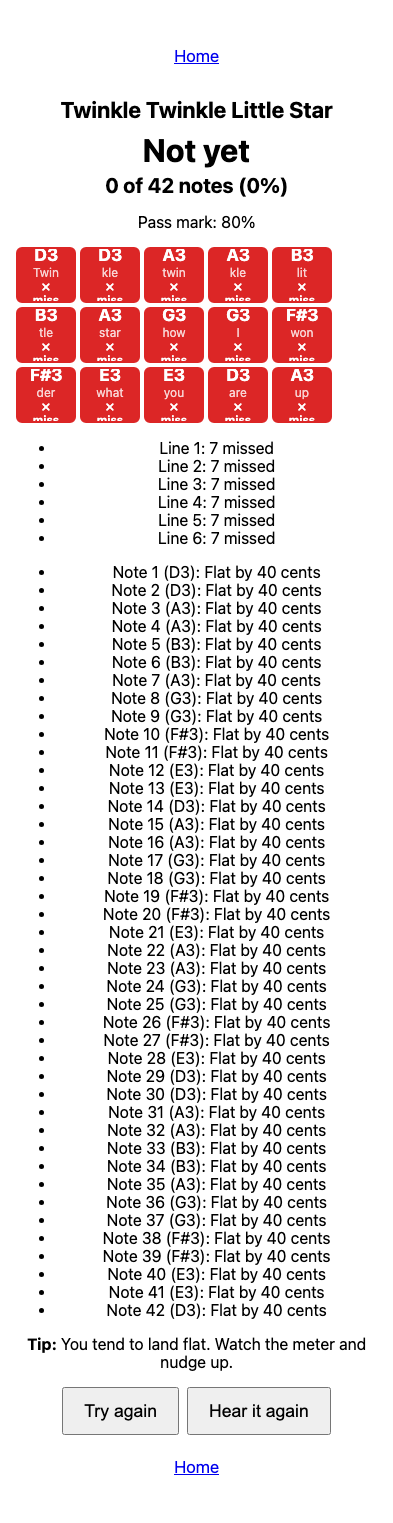 Home
Twinkle Twinkle Little Star
Not yet
0 of 42 notes (0%)
Pass mark: 80%
D3 D3 A3 A3 B3
Twin kle twin kle lit
× × × × ×
miss miss miss miss miss
B3 A3 G3 G3 F#3
tle star how I won
× × × × ×
miss miss miss miss miss
F#3 E3 E3 D3 A3
der what you are up
× × × × ×
miss miss miss miss miss
• Line 1: 7 missed
• Line 2: 7 missed
• Line 3: 7 missed
• Line 4: 7 missed
• Line 5: 7 missed
• Line 6: 7 missed
• Note 1 (D3): Flat by 40 cents
• Note 2 (D3): Flat by 40 cents
• Note 3 (A3): Flat by 40 cents
• Note 4 (A3): Flat by 40 cents
• Note 5 (B3): Flat by 40 cents
• Note 6 (B3): Flat by 40 cents
• Note 7 (A3): Flat by 40 cents
• Note 8 (G3): Flat by 40 cents
• Note 9 (G3): Flat by 40 cents
• Note 10 (F#3): Flat by 40 cents
• Note 11 (F#3): Flat by 40 cents
• Note 12 (E3): Flat by 40 cents
• Note 13 (E3): Flat by 40 cents
• Note 14 (D3): Flat by 40 cents
• Note 15 (A3): Flat by 40 cents
• Note 16 (A3): Flat by 40 cents
• Note 17 (G3): Flat by 40 cents
• Note 18 (G3): Flat by 40 cents
• Note 19 (F#3): Flat by 40 cents
• Note 20 (F#3): Flat by 40 cents
• Note 21 (E3): Flat by 40 cents
• Note 22 (A3): Flat by 40 cents
• Note 23 (A3): Flat by 40 cents
• Note 24 (G3): Flat by 40 cents
• Note 25 (G3): Flat by 40 cents
• Note 26 (F#3): Flat by 40 cents
• Note 27 (F#3): Flat by 40 cents
• Note 28 (E3): Flat by 40 cents
• Note 29 (D3): Flat by 40 cents
• Note 30 (D3): Flat by 40 cents
• Note 31 (A3): Flat by 40 cents
• Note 32 (A3): Flat by 40 cents
• Note 33 (B3): Flat by 40 cents
• Note 34 (B3): Flat by 40 cents
• Note 35 (A3): Flat by 40 cents
• Note 36 (G3): Flat by 40 cents
• Note 37 (G3): Flat by 40 cents
• Note 38 (F#3): Flat by 40 cents
• Note 39 (F#3): Flat by 40 cents
• Note 40 (E3): Flat by 40 cents
• Note 41 (E3): Flat by 40 cents
• Note 42 (D3): Flat by 40 cents
Tip: You tend to land flat. Watch the meter and
nudge up.
Try again Hear it again
Home